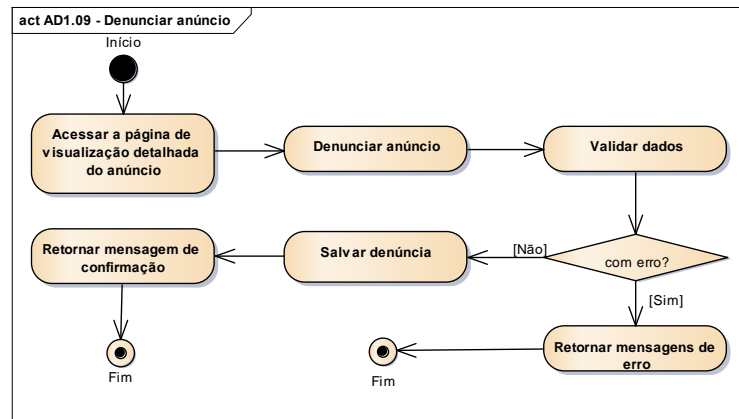 act AD1.09 - Denunciar anúncio
Início
Acessar a página de
visualização detalhada
do anúncio
Denunciar anúncio
Validar dados
Retornar mensagem de
confirmação
Salvar denúncia
[Não]
com erro?
[Sim]
Retornar mensagens de
erro
Fim
Fim